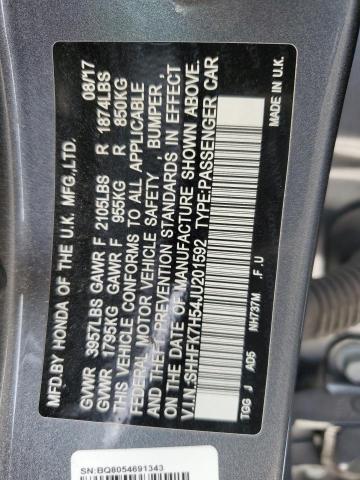 MFD.BY HONDA OF THE U.K. MFG.,LTD. 08/17
GVWR 3957LBS GAWR F 2105LBS R 1874LBS
GVWR 1795KG GAWR F 955KG R 850KG
THIS VEHICLE CONFORMS TO ALL APPLICABLE
FEDERAL MOTOR VEHICLE SAFETY , BUMPER ,
AND THEFT PREVENTION STANDARDS IN EFFECT
ON THE DATE OF MANUFACTURE SHOWN ABOVE.
V.I.N.:SHHFK7H54JU201592 TYPE:PASSENGER CAR
NH737M .F .U MADE IN U.K.
TGG J AD5
SN:BQ8054691343